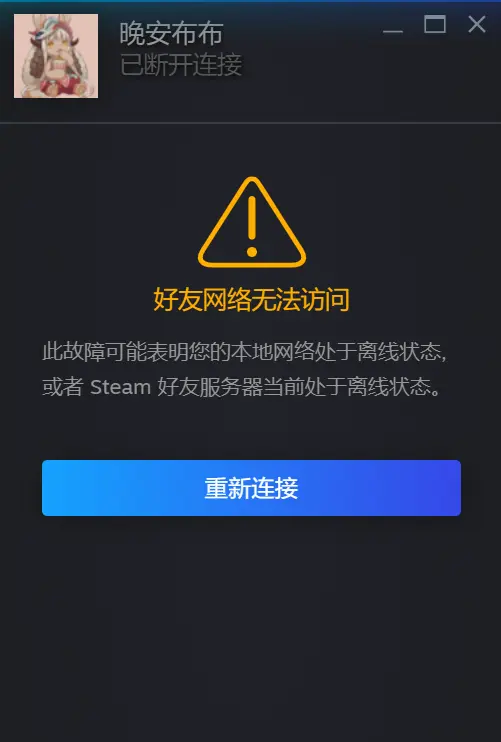 晚安布布
已断开连接
好友网络无法访问
此故障可能表明您的本地网络处于离线状态,
或者 Steam 好友服务器当前处于离线状态。
重新连接